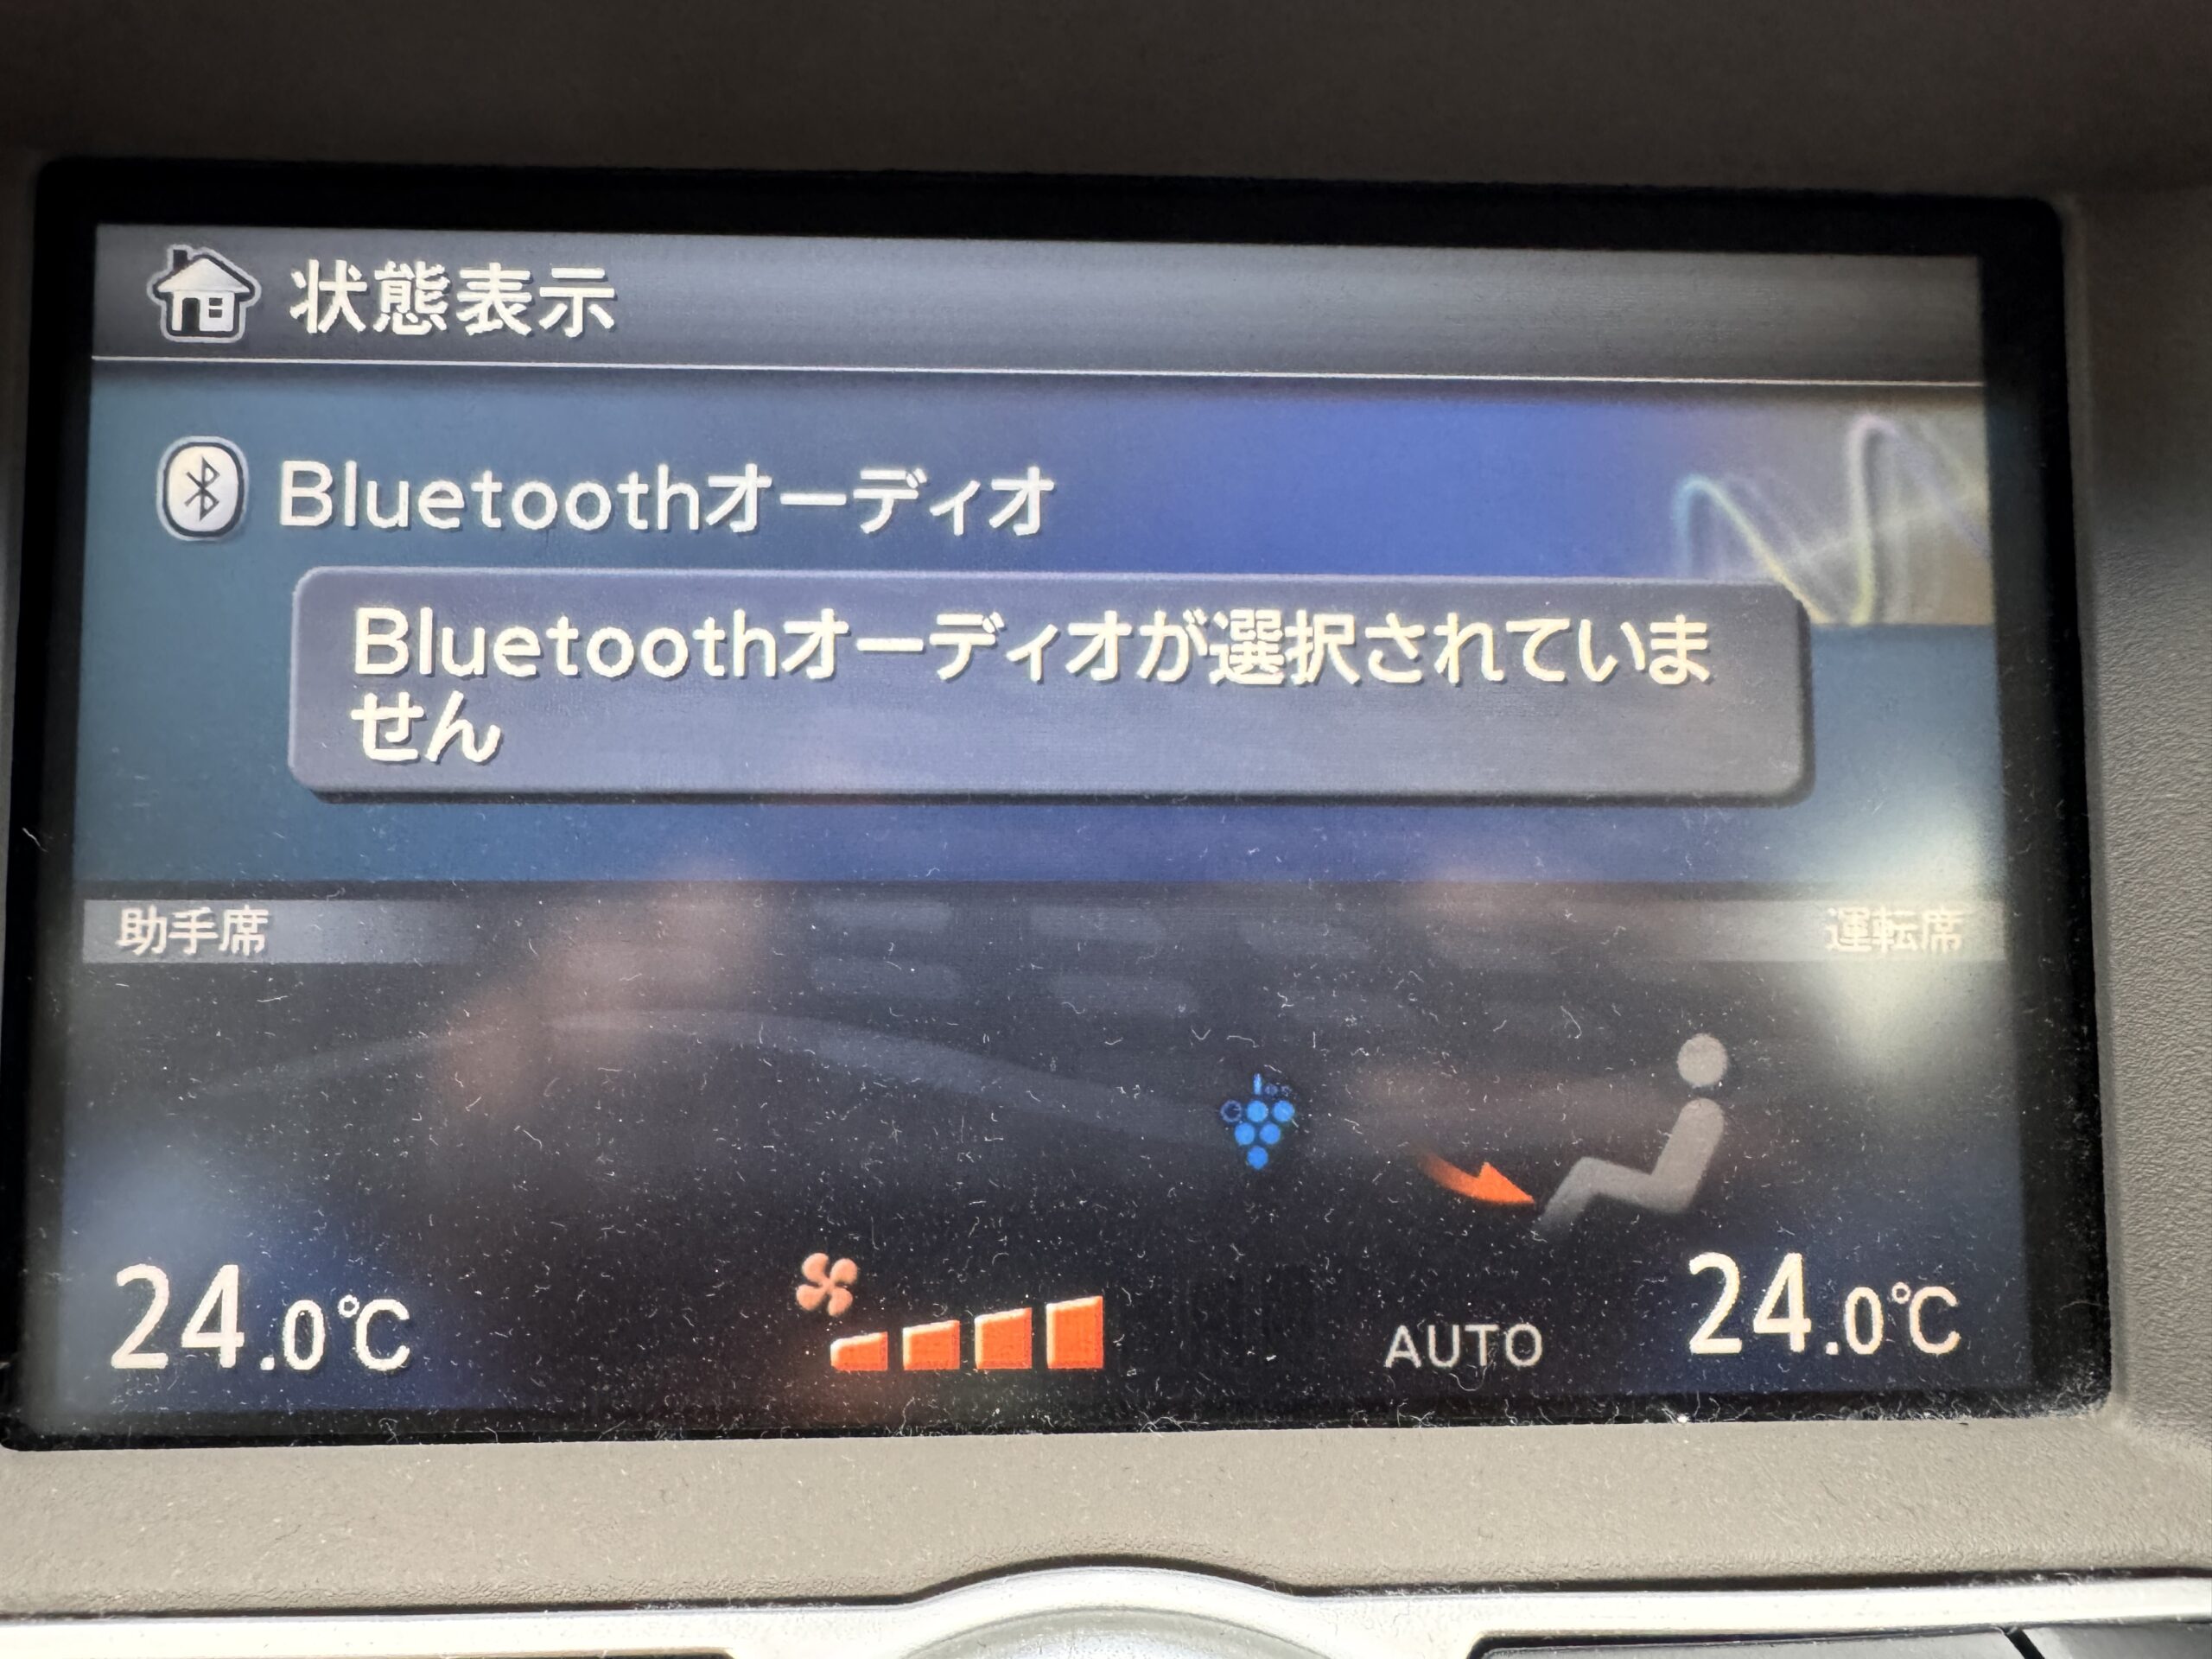 状態表示
Bluetoothオーディオ
Bluetoothオーディオが選択されていま
せん
助手席
運転席
24.0℃
AUTO
24.0℃